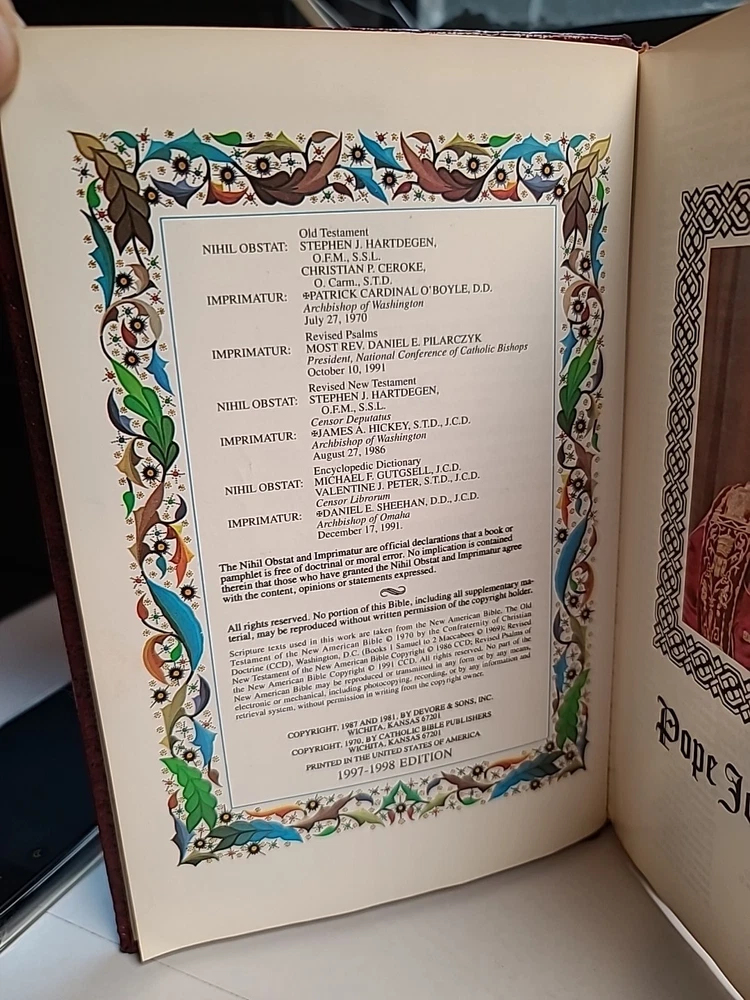 Old Testament
NIHIL OBSTAT: STEPHEN J. HARTDEGEN,
O.F.M., S.S.L.
CHRISTIAN P. CEROKE,
O. Carm., S.T.D.
IMPRIMATUR: ✠PATRICK CARDINAL O'BOYLE, D.D.
Archbishop of Washington
July 27, 1970
Revised Psalms
IMPRIMATUR: MOST REV. DANIEL E. PILARCZYK
President, National Conference of Catholic Bishops
October 10, 1991
Revised New Testament
NIHIL OBSTAT: STEPHEN J. HARTDEGEN,
O.F.M., S.S.L.
Censor Deputatus
IMPRIMATUR: ✠JAMES A. HICKEY, S.T.D., J.C.D.
Archbishop of Washington
August 27, 1986
Encyclopedic Dictionary
NIHIL OBSTAT: MICHAEL F. GUTGSELL, J.C.D.
VALENTINE J. PETER, S.T.D., J.C.D.
Censor Librorum
IMPRIMATUR: ✠DANIEL E. SHEEHAN, D.D., J.C.D.
Archbishop of Omaha
December 17, 1991.
The Nihil Obstat and Imprimatur are official declarations that a book or
pamphlet is free of doctrinal or moral error. No implication is contained
therein that those who have granted the Nihil Obstat and Imprimatur agree
with the content, opinions or statements expressed.
All rights reserved. No portion of this Bible, including all supplementary ma-
terial, may be reproduced without written permission of the copyright holder.
Scripture texts used in this work are taken from the New American Bible. The Old
Testament of the New American Bible © 1970 by the Confraternity of Christian
Doctrine (CCD), Washington, D.C. (Books 1 Samuel to 2 Maccabees © 1969); Revised
New Testament of the New American Bible Copyright © 1986 CCD; Revised Psalms of
the New American Bible Copyright © 1991 CCD. All rights reserved. No part of the
New American Bible may be reproduced or transmitted in any form or by any means,
electronic or mechanical, including photocopying, recording, or by any information and
retrieval system, without permission in writing from the copyright owner.
COPYRIGHT, 1987 AND 1981, BY DEVORE & SONS, INC.
WICHITA, KANSAS 67201
COPYRIGHT, 1970, BY CATHOLIC BIBLE PUBLISHERS
WICHITA, KANSAS 67201
PRINTED IN THE UNITED STATES OF AMERICA
1997-1998 EDITION
Pope